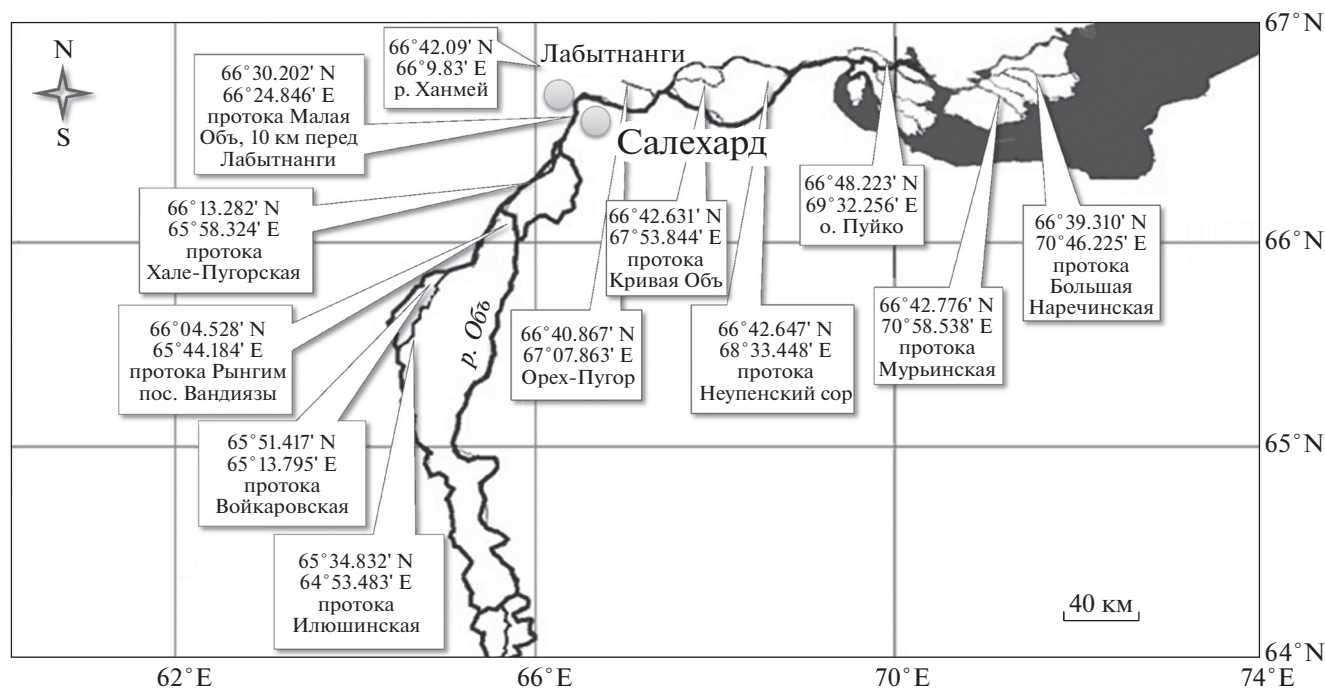 67°N
N
S
66°42.09' N
66°9.83' E
р. Ханмей
Лабытнанги
66°30.202' N
66°24.846' E
протока Малая
Обь, 10 км перед
Лабытнанги
Салехард
66°13.282' N
65°58.324' E
протока
Хале-Пугорская
66°42.631' N
67°53.844' E
протока
Кривая Обь
66°48.223' N
69°32.256' E
о. Пуйко
66°39.310' N
70°46.225' E
протока
Большая
Наречинская
66°N
66°04.528' N
65°44.184' E
протока Рынгим
пос. Вандиязы
р. Обь
66°40.867' N
67°07.863' E
Орех-Пугор
66°42.647' N
68°33.448' E
протока
Неупенский сор
66°42.776' N
70°58.538' E
протока
Мурьинская
65°51.417' N
65°13.795' E
протока
Войкаровская
65°N
65°34.832' N
64°53.483' E
протока
Илюшинская
40 км
64°N
62°E
66°E
70°E
74°E